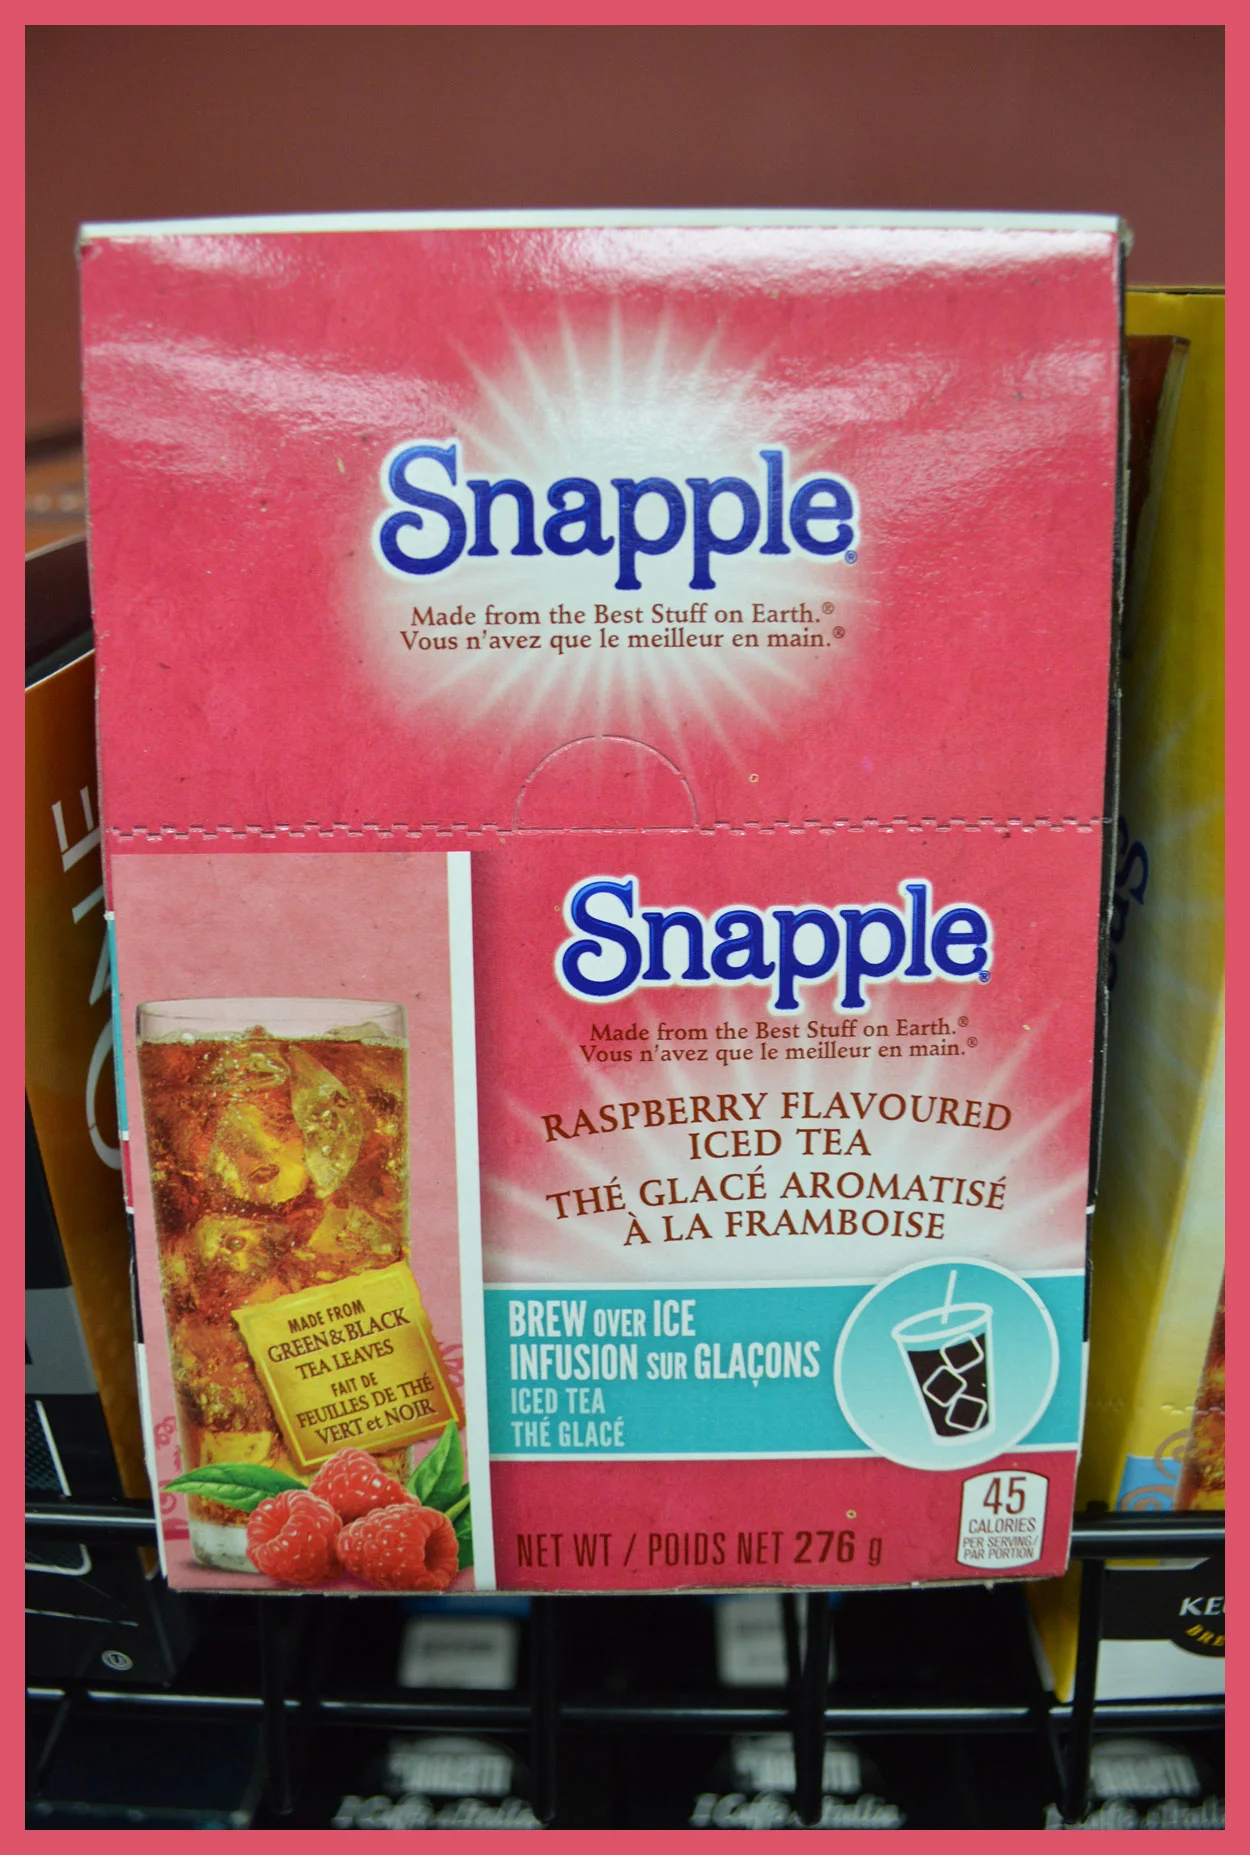 Snapple®
Made from the Best Stuff on Earth.®
Vous n'avez que le meilleur en main.®
Snapple®
Made from the Best Stuff on Earth.®
Vous n'avez que le meilleur en main.®
RASPBERRY FLAVOURED
ICED TEA
THÉ GLACÉ AROMATISÉ
À LA FRAMBOISE
MADE FROM
GREEN & BLACK
TEA LEAVES
FAIT DE
FEUILLES DE THÉ
VERT et NOIR
BREW OVER ICE
INFUSION SUR GLAÇONS
ICED TEA
THÉ GLACÉ
45
CALORIES
PER SERVING/
PAR PORTION
NET WT / POIDS NET 276 g